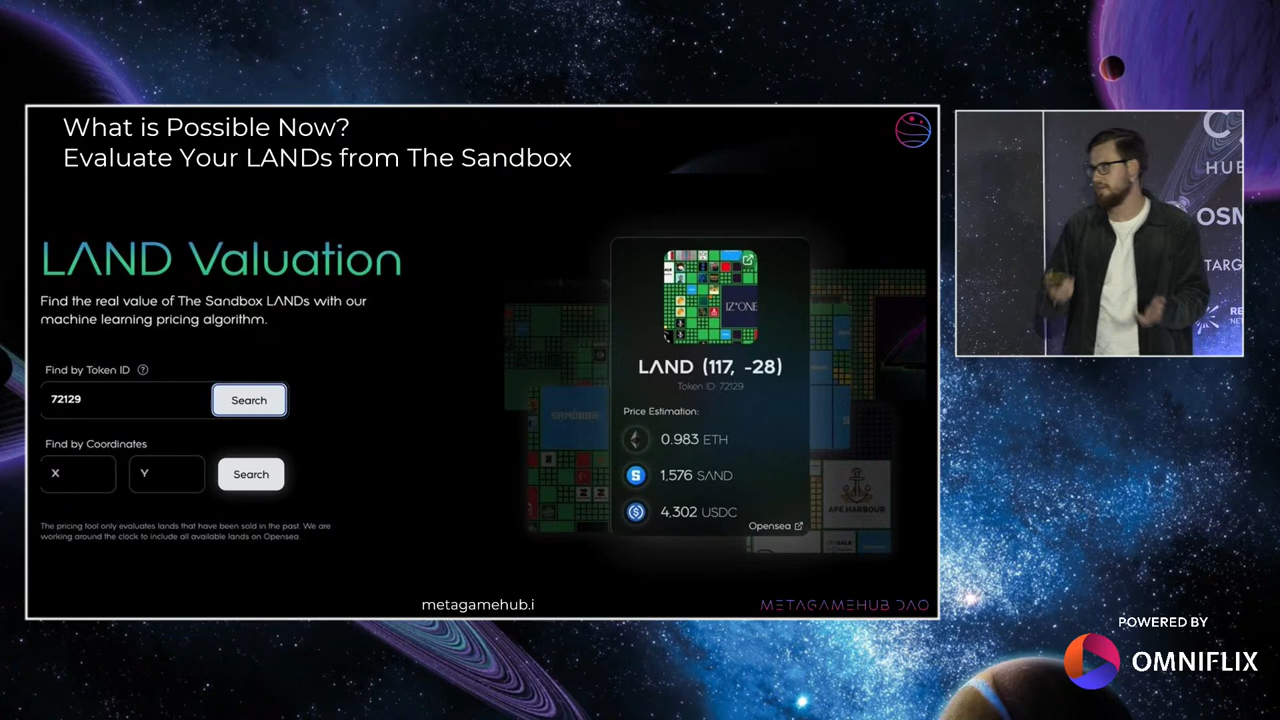 What is Possible Now?
Evaluate Your LANDs from The Sandbox
LAND Valuation
Find the real value of The Sandbox LANDs with our
machine learning pricing algorithm.
Find by Token ID ?
72129
Search
Find by Coordinates
X
Y
Search
The pricing tool only evaluates lands that have been sold in the past. We are
working around the clock to include all available lands on Opensea.
IZ*ONE
LAND (117, -28)
Token ID: 72129
Price Estimation:
0.983 ETH
1,576 SAND
4,302 USDC
Opensea
SANDBOX
APE HARBOUR
metagamehub.i
METAGAMEHUB DAO
HUB
OSM
TARG
POWERED BY
OMNIFLIX